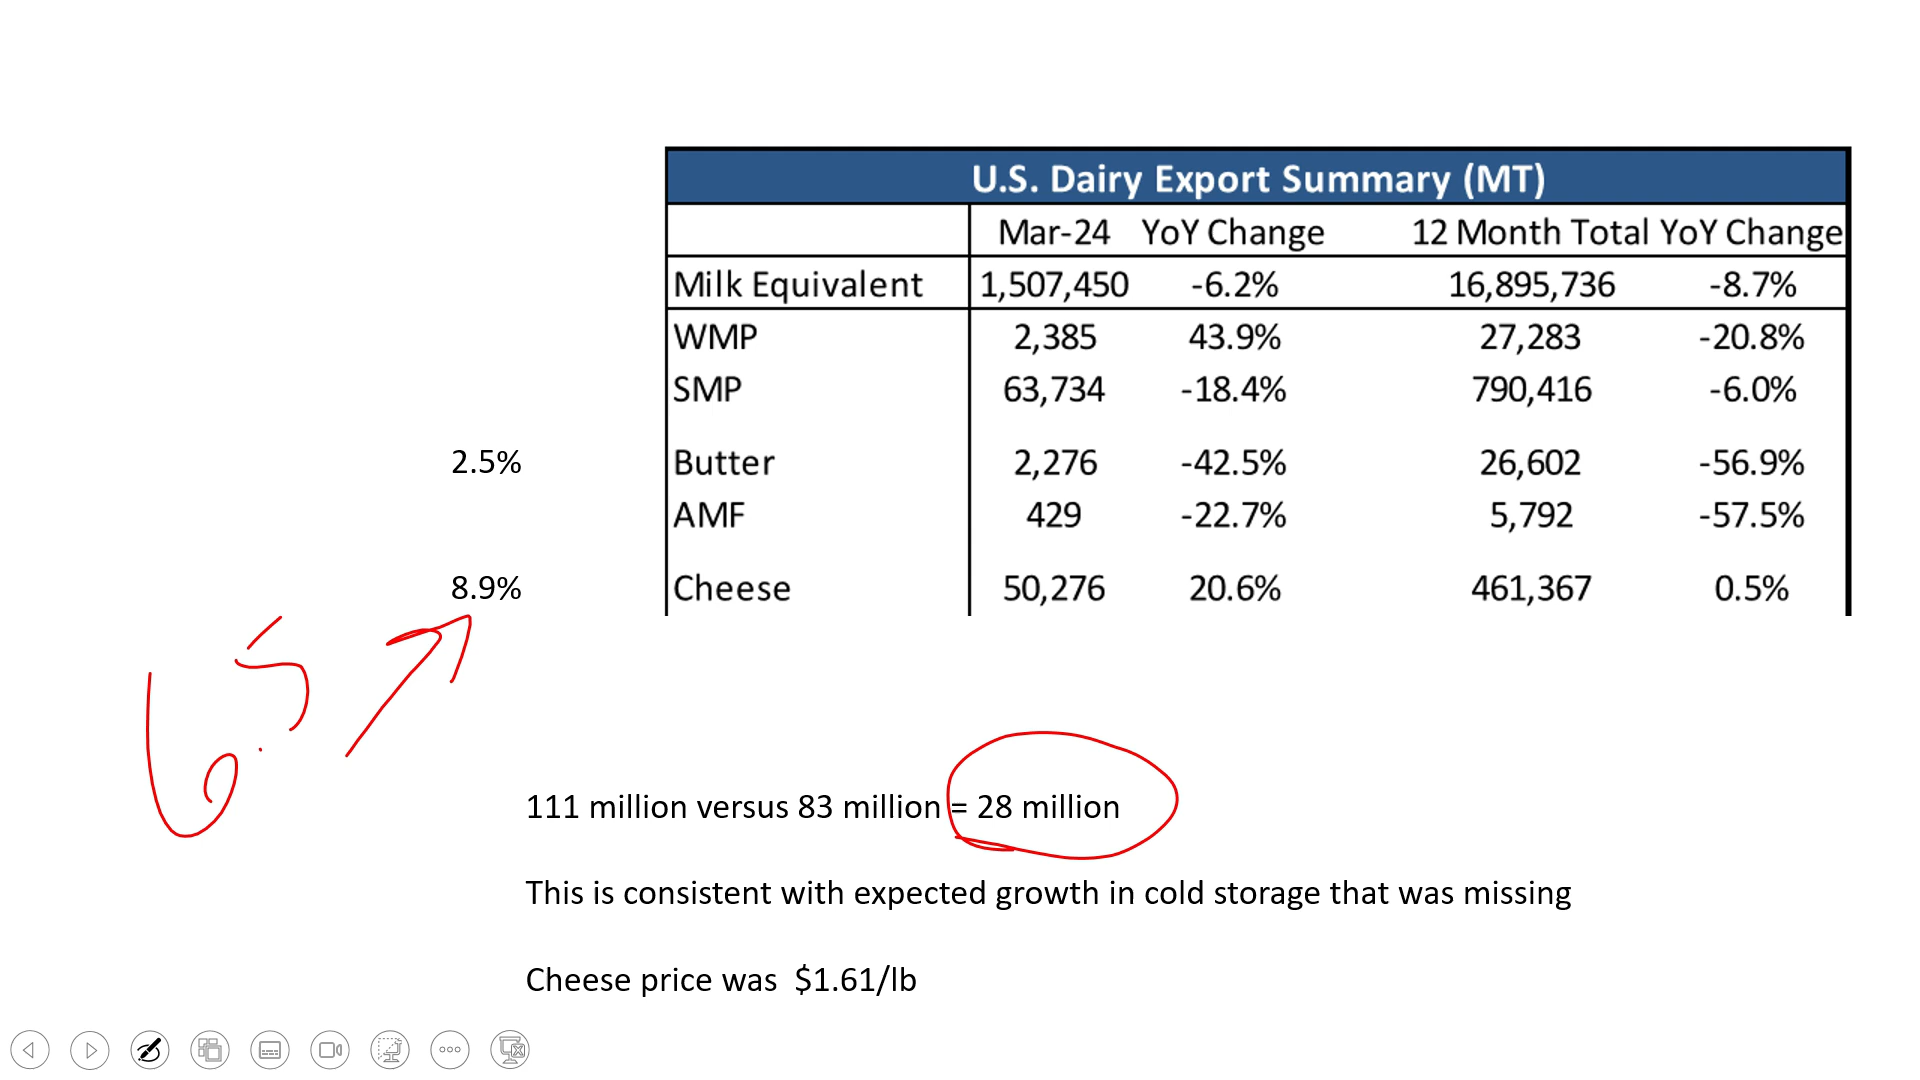 U.S. Dairy Export Summary (MT)
Mar-24 YoY Change 12 Month Total YoY Change
Milk Equivalent 1,507,450 -6.2% 16,895,736 -8.7%
WMP 2,385 43.9% 27,283 -20.8%
SMP 63,734 -18.4% 790,416 -6.0%
2.5% Butter 2,276 -42.5% 26,602 -56.9%
AMF 429 -22.7% 5,792 -57.5%
8.9% Cheese 50,276 20.6% 461,367 0.5%
6.5
111 million versus 83 million = 28 million
This is consistent with expected growth in cold storage that was missing
Cheese price was $1.61/lb